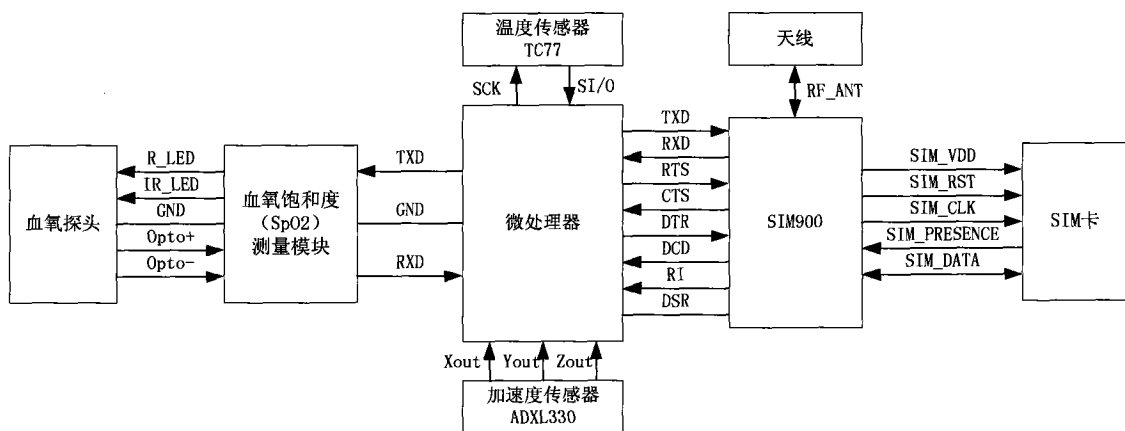 温度传感器
TC77
天线
SCK
SI/O
RF_ANT
血氧探头
R_LED
IR_LED
GND
Opto+
Opto-
血氧饱和度
(SpO2)
测量模块
TXD
GND
RXD
微处理器
TXD
RXD
RTS
CTS
DTR
DCD
RI
DSR
SIM900
SIM_VDD
SIM_RST
SIM_CLK
SIM_PRESENCE
SIM_DATA
SIM卡
Xout
Yout
Zout
加速度传感器
ADXL330